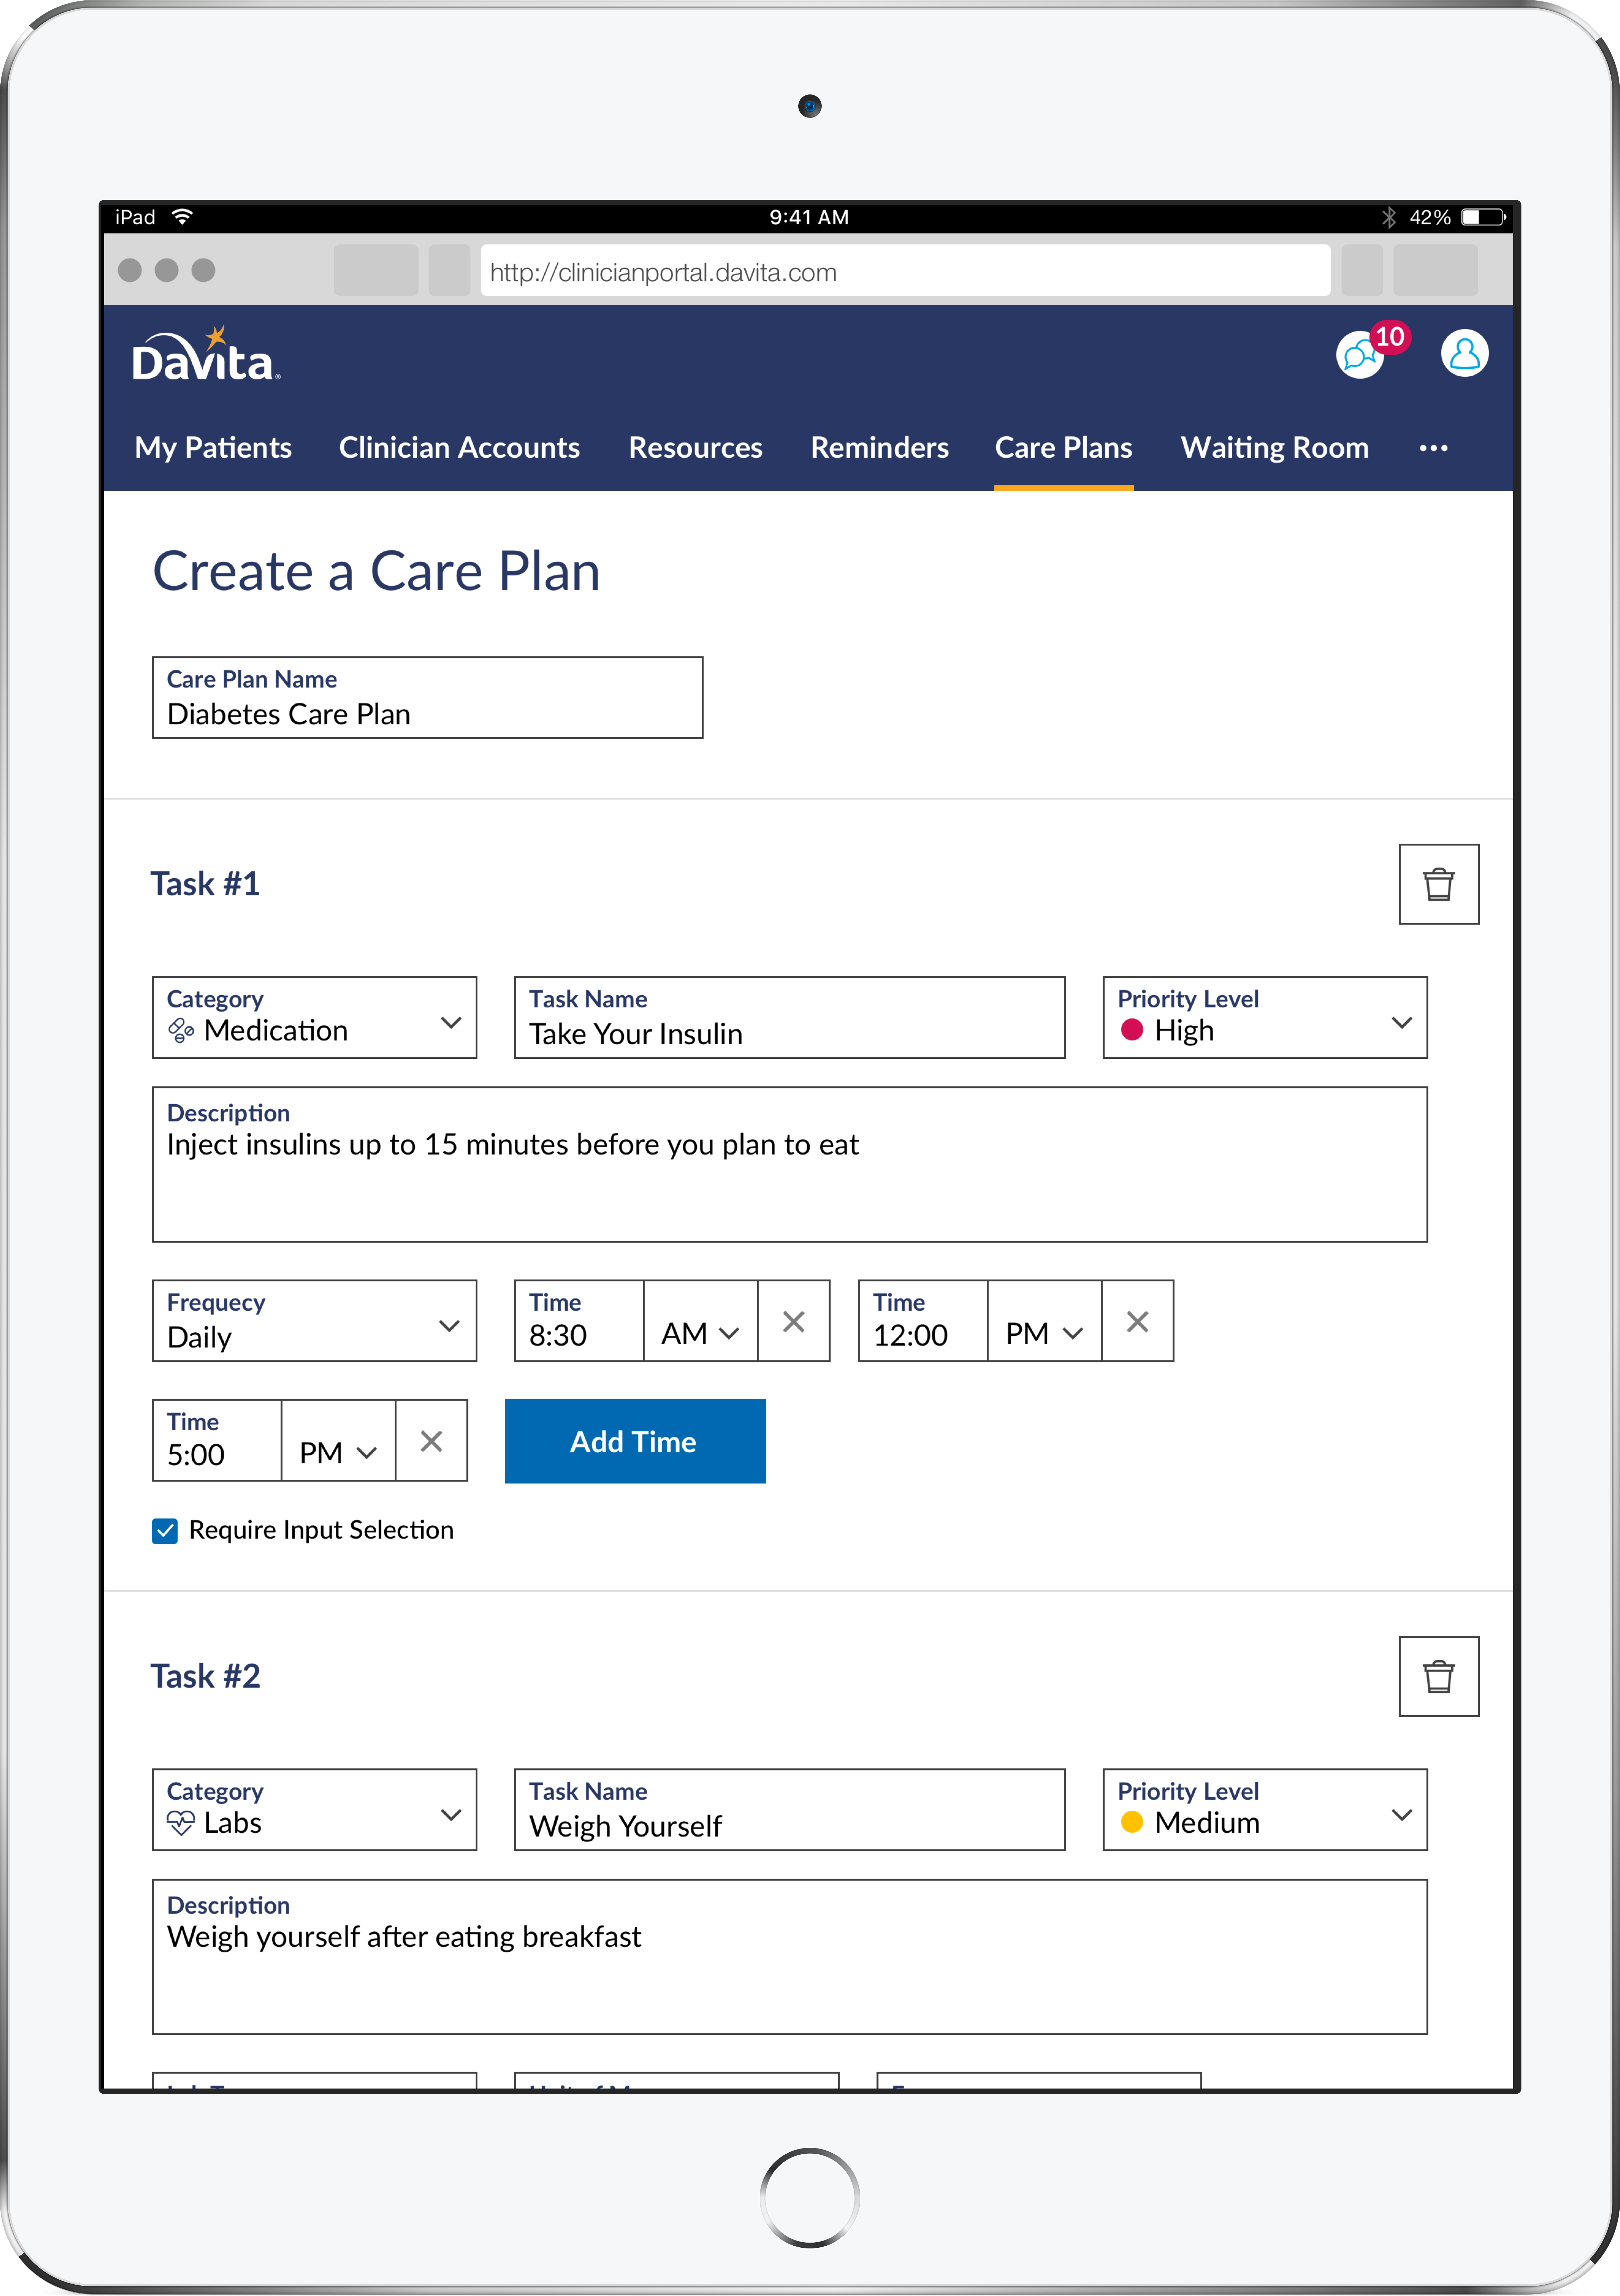 iPad 9:41 AM 42%
http://clinicianportal.davita.com
DaVita®
10
My Patients Clinician Accounts Resources Reminders Care Plans Waiting Room ...
Create a Care Plan
Care Plan Name
Diabetes Care Plan
Task #1
Category Task Name Priority Level
Medication Take Your Insulin High
Description
Inject insulins up to 15 minutes before you plan to eat
Frequecy Time Time
Daily 8:30 AM 12:00 PM
Time
5:00 PM Add Time
Require Input Selection
Task #2
Category Task Name Priority Level
Labs Weigh Yourself Medium
Description
Weigh yourself after eating breakfast